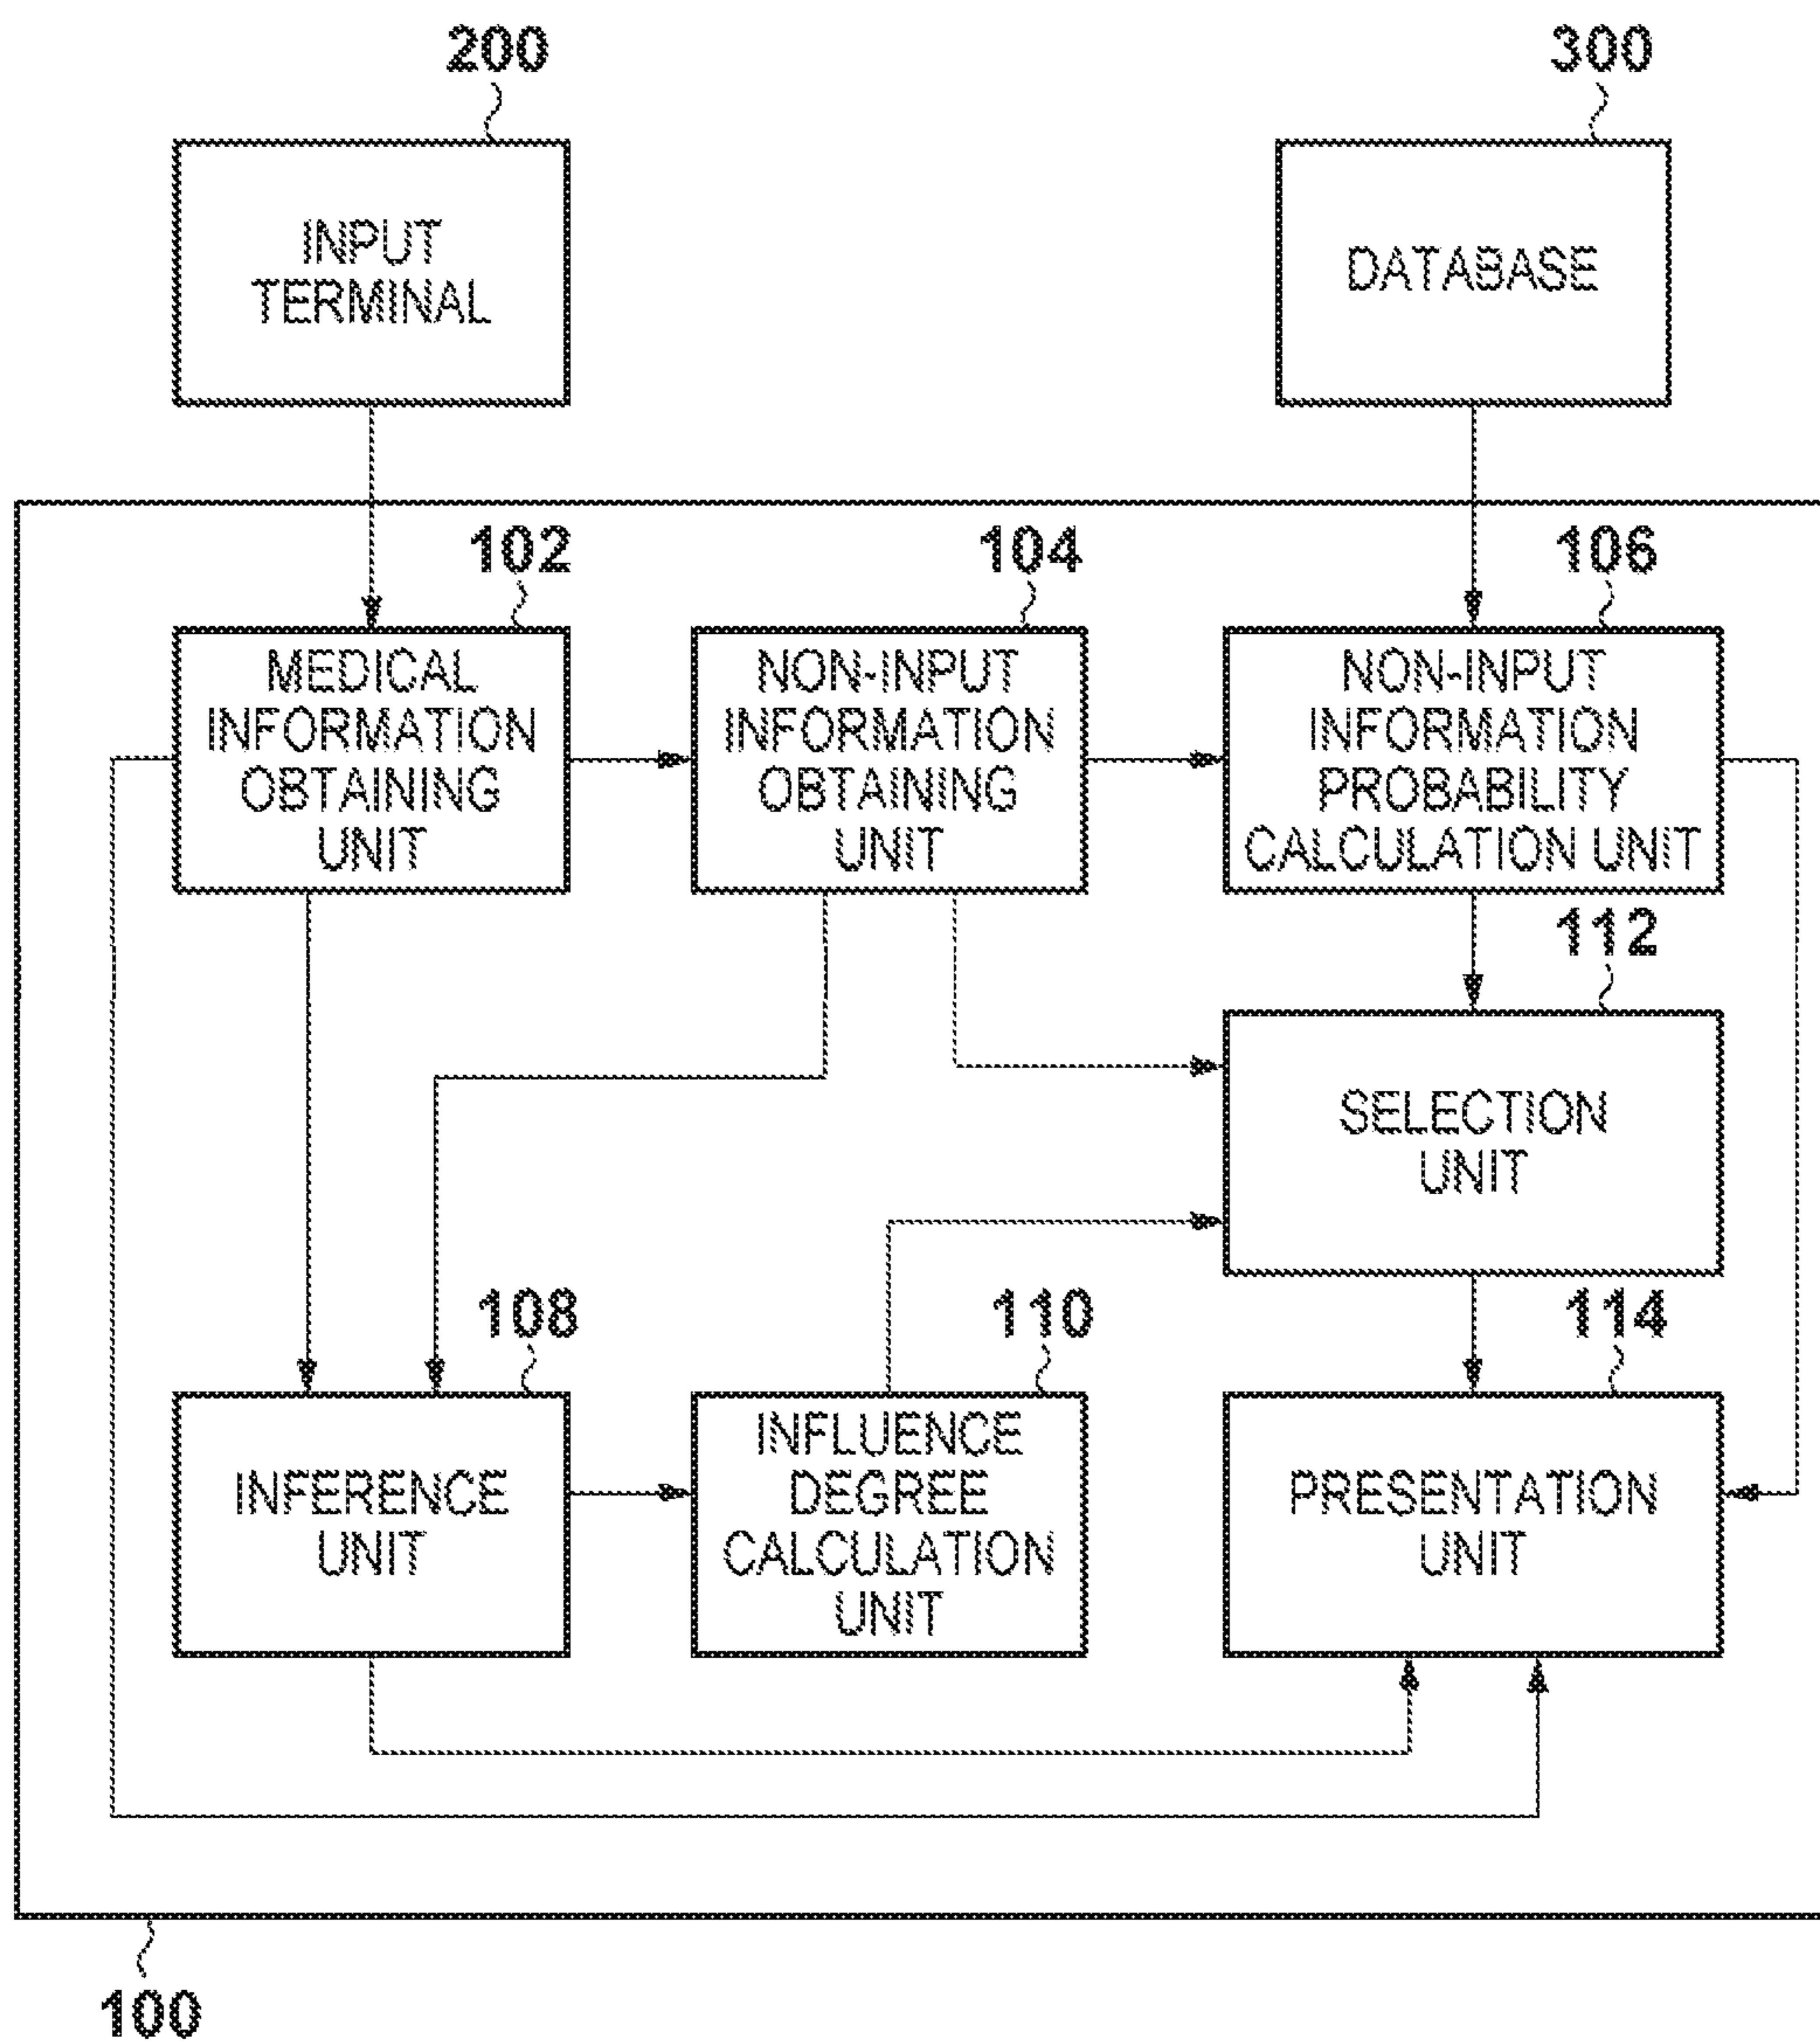 200
300
INPUT
TERMINAL
DATABASE
102
104
106
MEDICAL
INFORMATION
OBTAINING
UNIT
NON-INPUT
INFORMATION
OBTAINING
UNIT
NON-INPUT
INFORMATION
PROBABILITY
CALCULATION UNIT
112
SELECTION
UNIT
108
110
114
INFERENCE
UNIT
INFLUENCE
DEGREE
CALCULATION
UNIT
PRESENTATION
UNIT
100